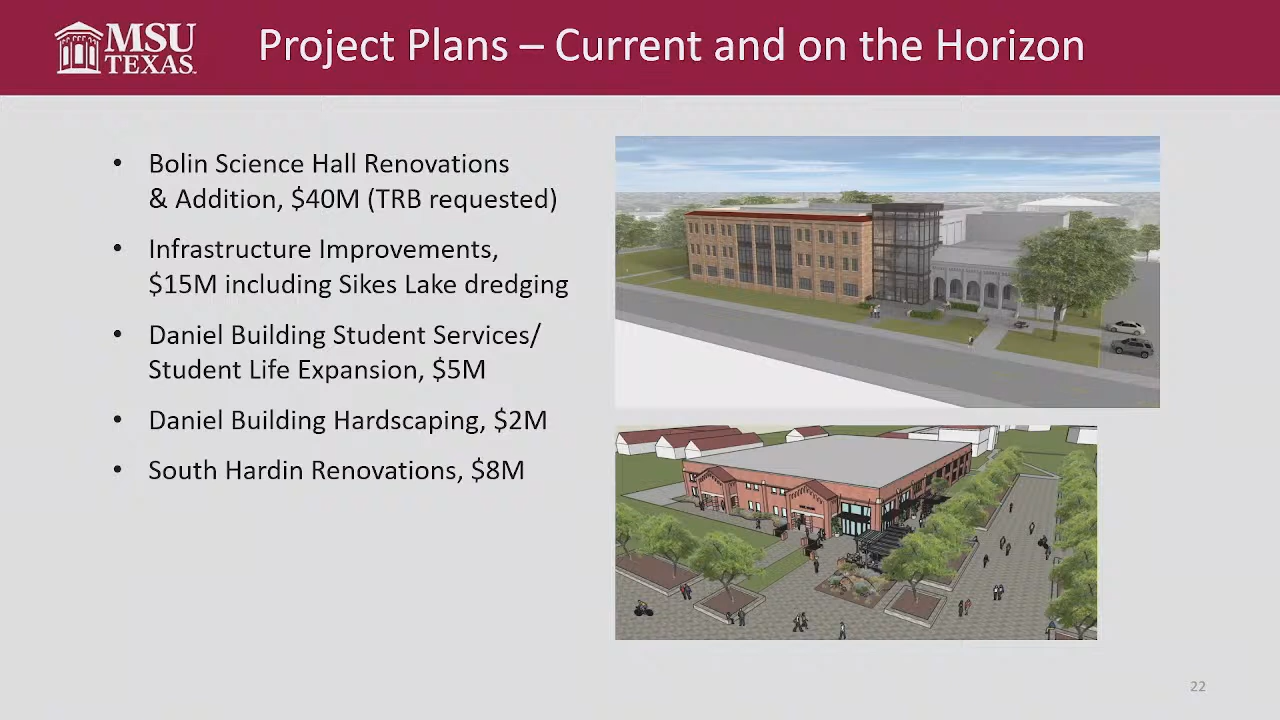 MSU
TEXAS
Project Plans – Current and on the Horizon
• Bolin Science Hall Renovations
& Addition, $40M (TRB requested)
• Infrastructure Improvements,
$15M including Sikes Lake dredging
• Daniel Building Student Services/
Student Life Expansion, $5M
• Daniel Building Hardscaping, $2M
• South Hardin Renovations, $8M
22